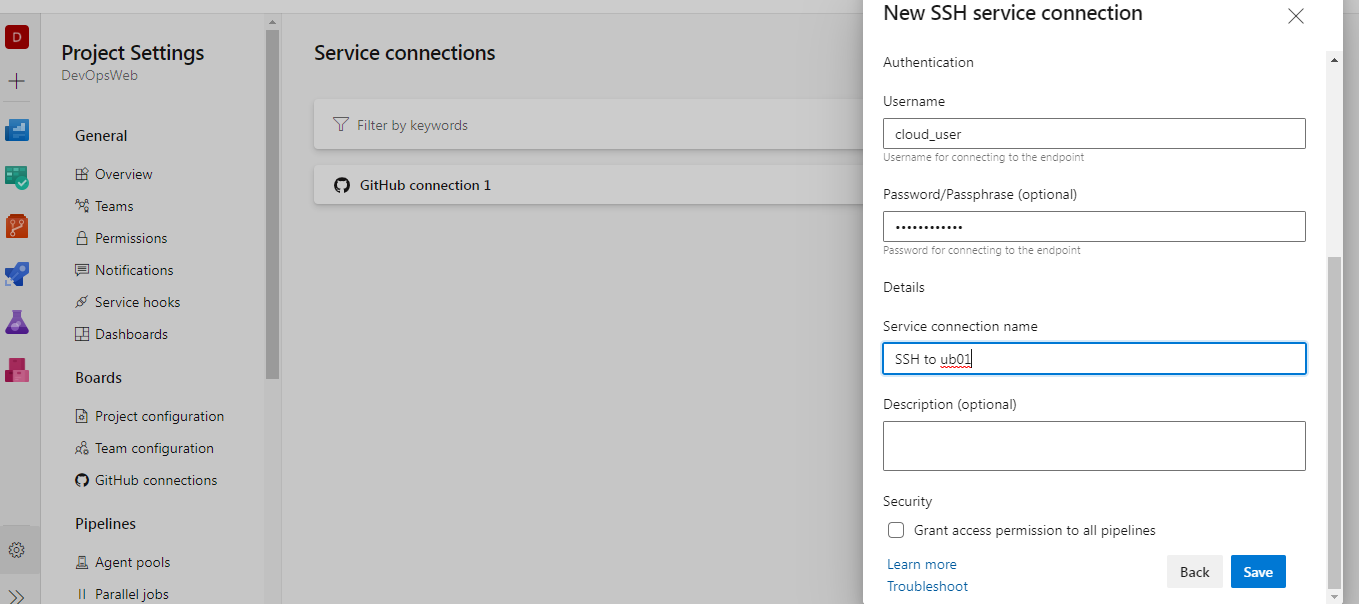 D
Project Settings
DevOpsWeb
General
Overview
Teams
Permissions
Notifications
Service hooks
Dashboards
Boards
Project configuration
Team configuration
GitHub connections
Pipelines
Agent pools
Parallel jobs
Service connections
Filter by keywords
GitHub connection 1
New SSH service connection
Authentication
Username
cloud_user
Username for connecting to the endpoint
Password/Passphrase (optional)
••••••••••••
Password for connecting to the endpoint
Details
Service connection name
SSH to ub01
Description (optional)
Security
Grant access permission to all pipelines
Learn more
Troubleshoot
Back
Save